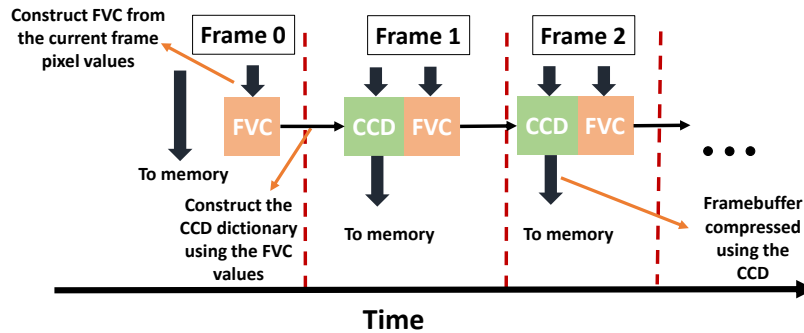 Construct FVC from
the current frame
pixel values
Frame 0
Frame 1
Frame 2
FVC
CCD
FVC
CCD
FVC
To memory
Construct the
CCD dictionary
using the FVC
values
To memory
To memory
Framebuffer
compressed
using the
CCD
Time